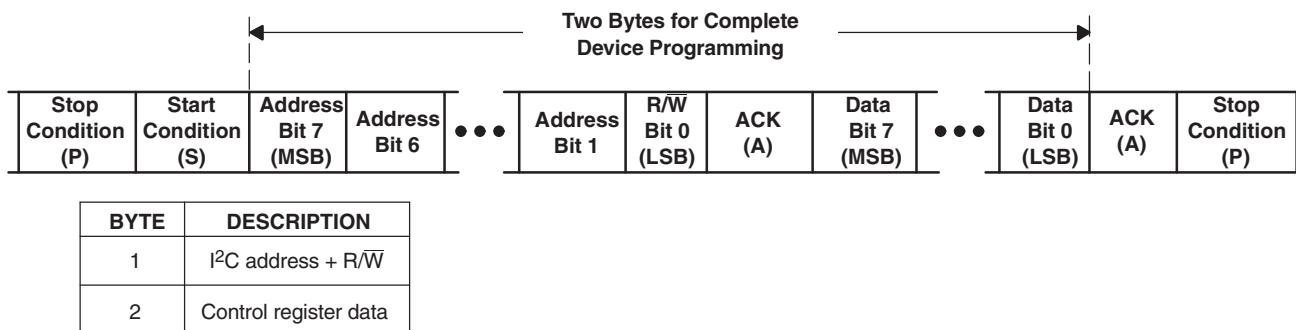 Two Bytes for Complete
Device Programming
Stop
Condition
(P)
Start
Condition
(S)
Address
Bit 7
(MSB)
Address
Bit 6
Address
Bit 1
R/W̅
Bit 0
(LSB)
ACK
(A)
Data
Bit 7
(MSB)
Data
Bit 0
(LSB)
ACK
(A)
Stop
Condition
(P)
BYTE DESCRIPTION
1 I²C address + R/W̅
2 Control register data